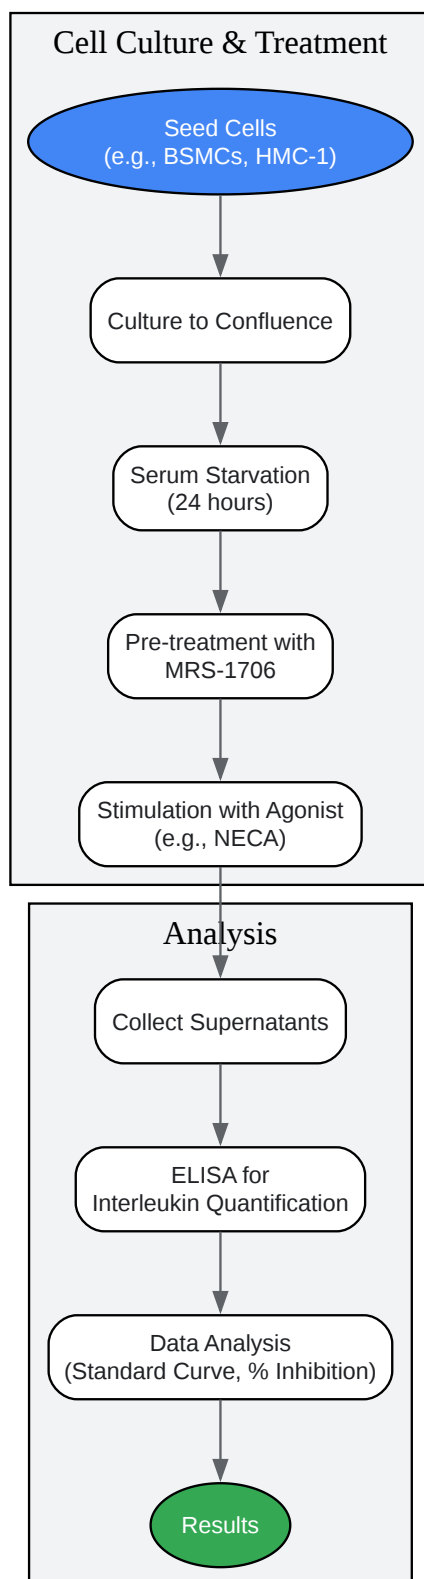 Cell Culture & Treatment
Seed Cells
(e.g., BSMCs, HMC-1)
Culture to Confluence
Serum Starvation
(24 hours)
Pre-treatment with
MRS-1706
Stimulation with Agonist
(e.g., NECA)
Analysis
Collect Supernatants
ELISA for
Interleukin Quantification
Data Analysis
(Standard Curve, % Inhibition)
Results